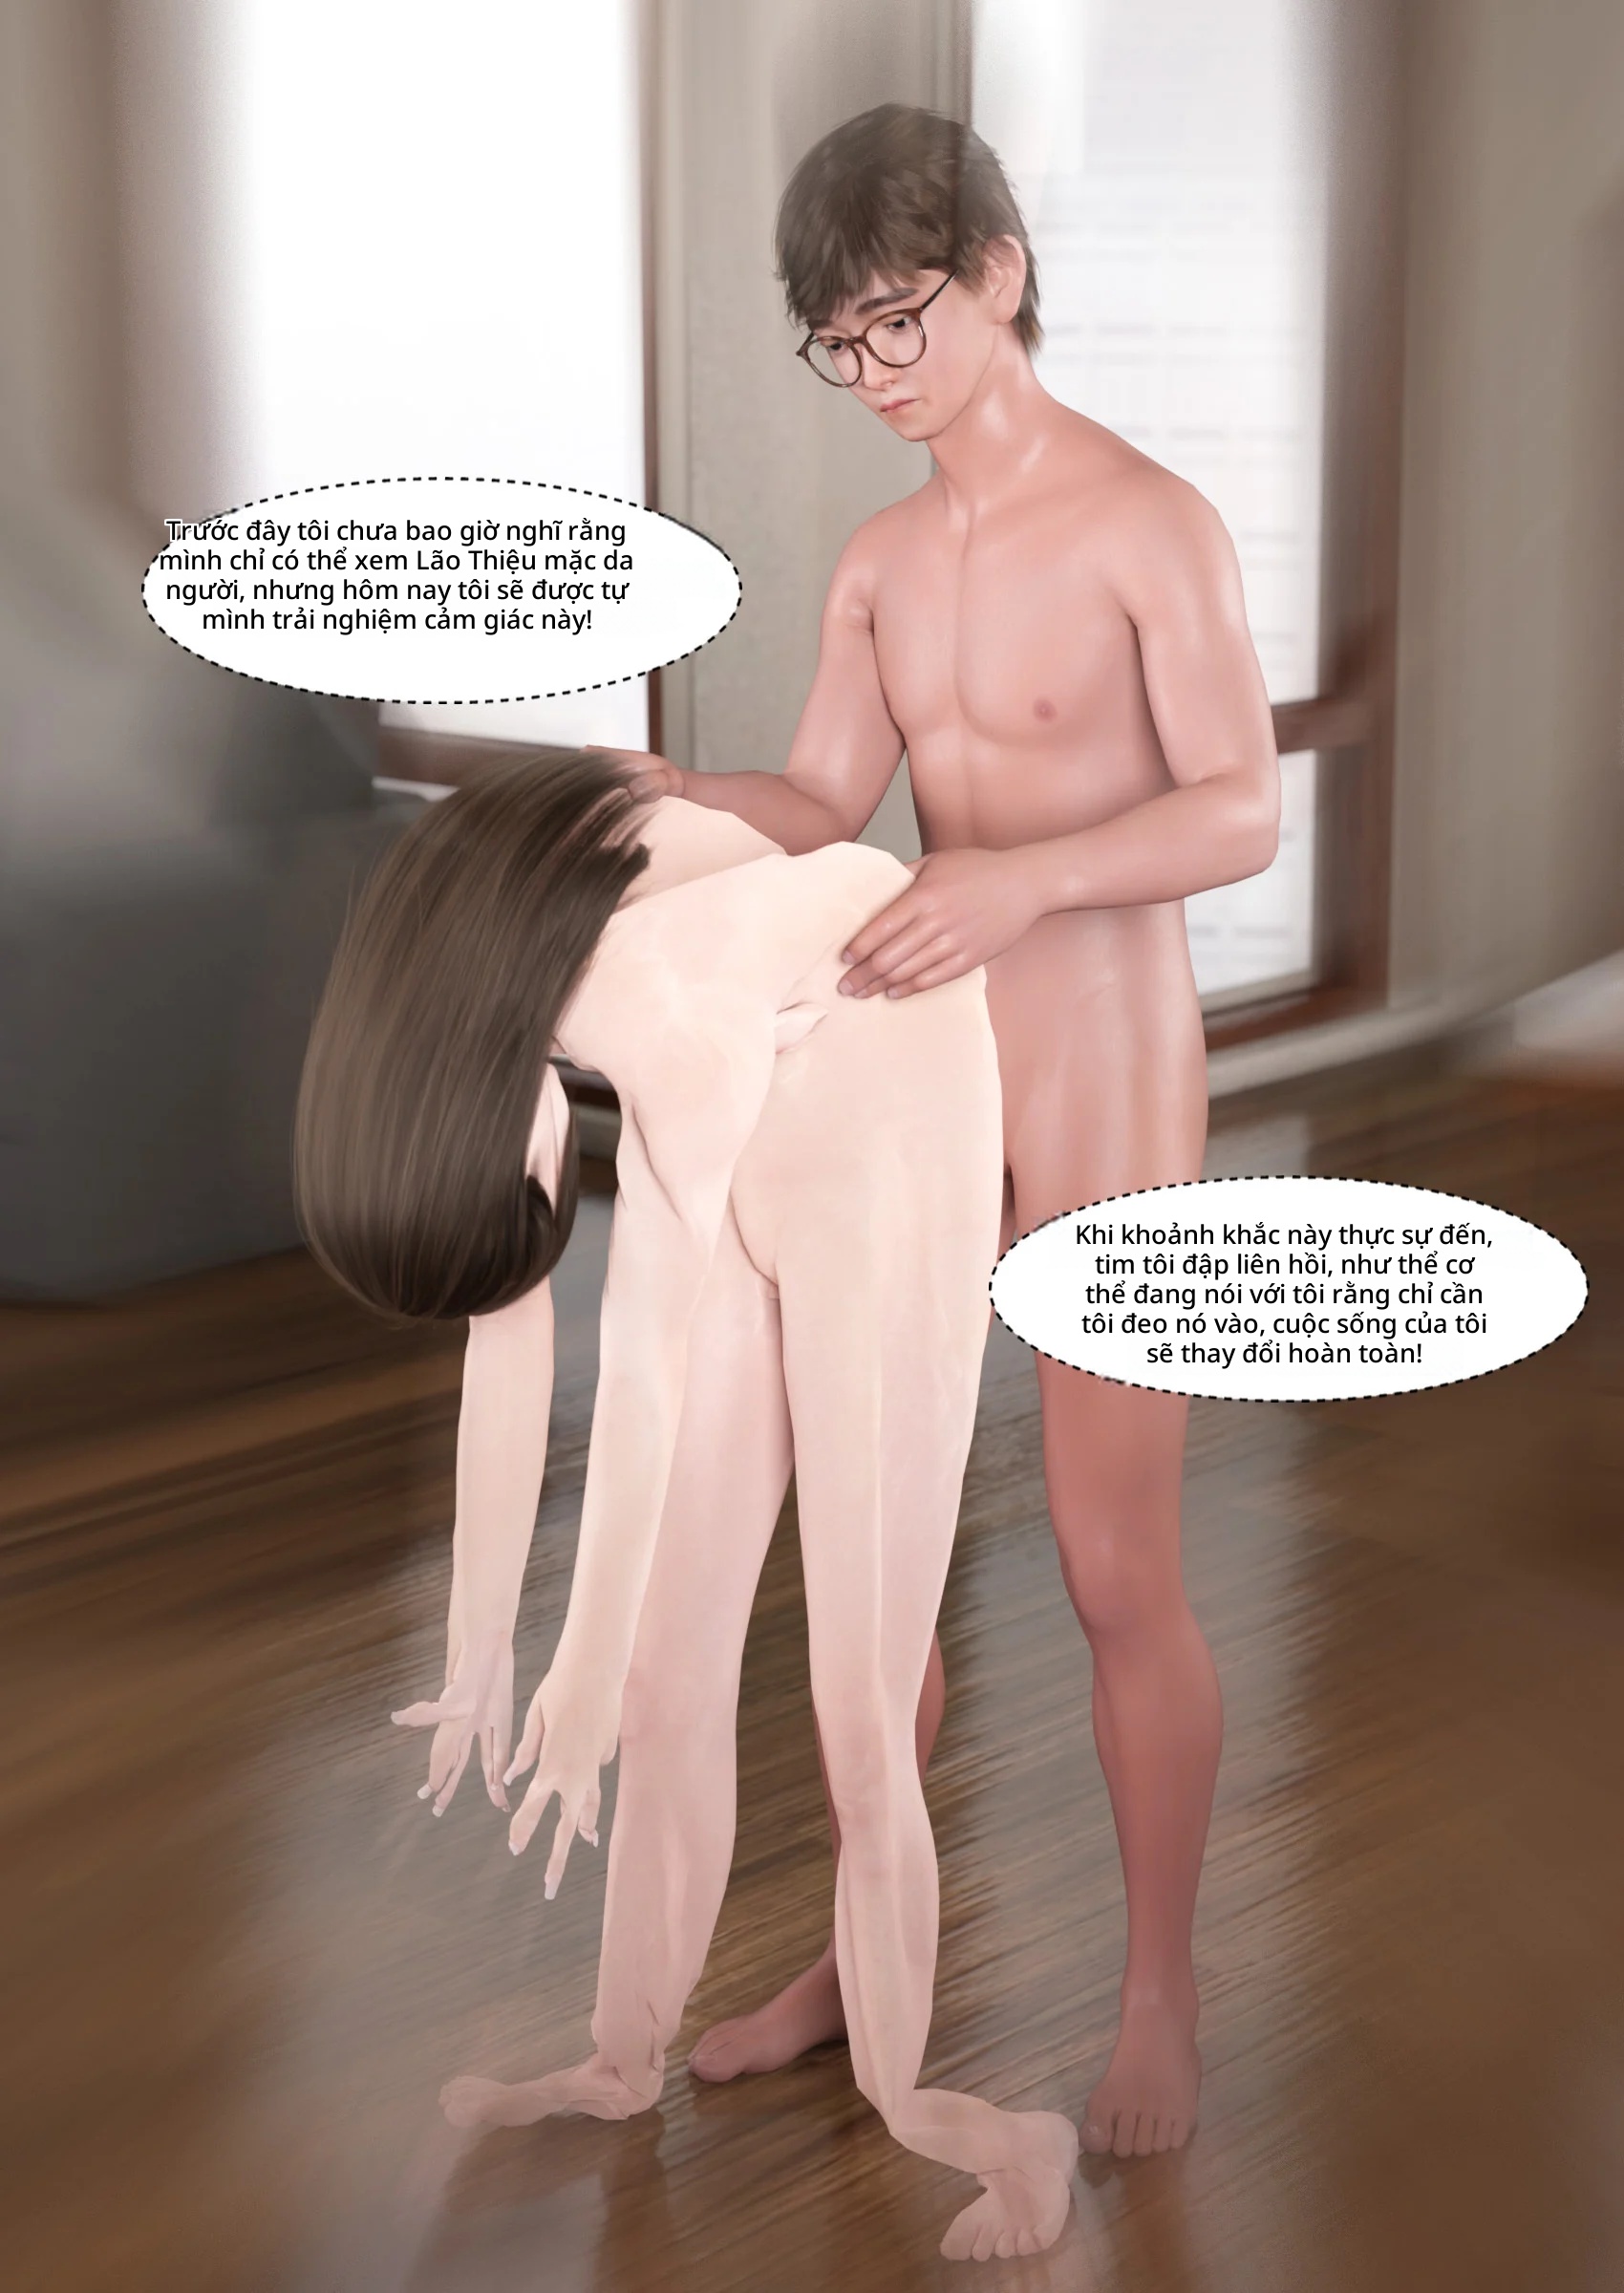 Trước đây tôi chưa bao giờ nghĩ rằng
mình chỉ có thể xem Lão Thiệu mặc da
người, nhưng hôm nay tôi sẽ được tự
mình trải nghiệm cảm giác này!
Khi khoảnh khắc này thực sự đến,
tim tôi đập liên hồi, như thể cơ
thể đang nói với tôi rằng chỉ cần
tôi đeo nó vào, cuộc sống của tôi
sẽ thay đổi hoàn toàn!